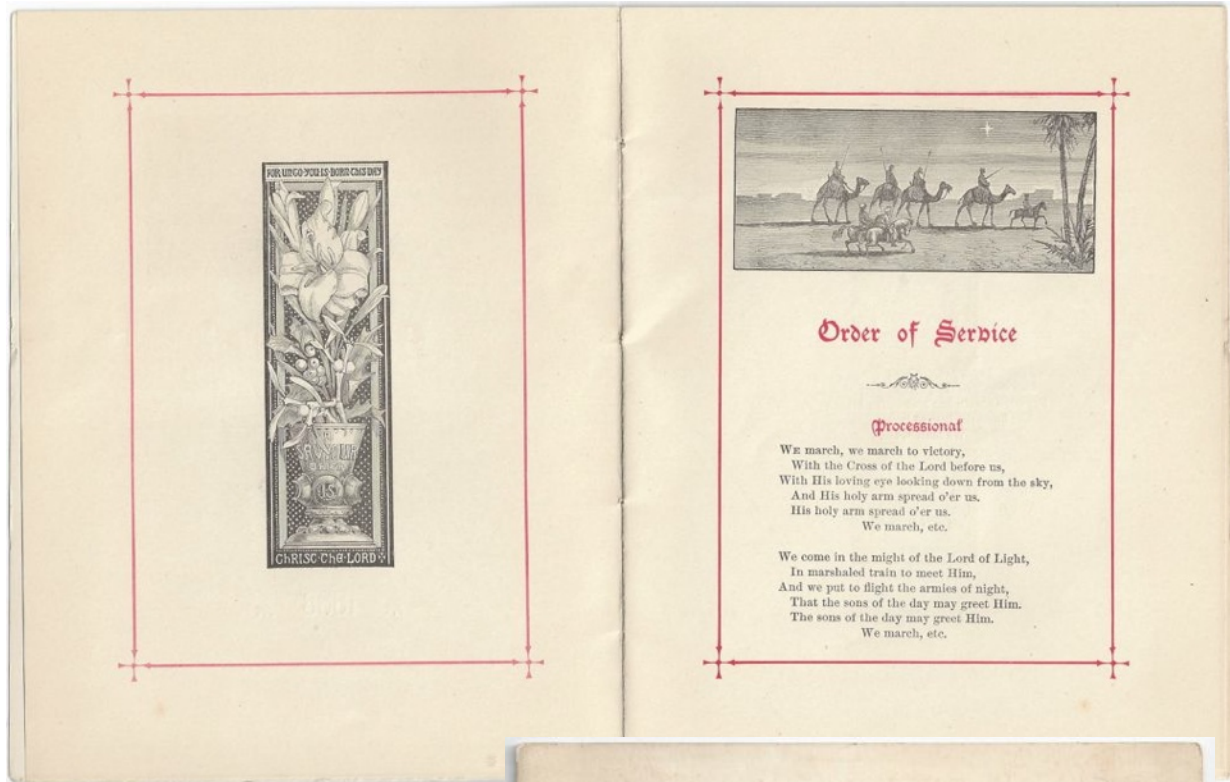 FOR UNTO YOU IS BORN THIS DAY
CHRIST THE LORD
Order of Service
Processional
WE march, we march to victory,
With the Cross of the Lord before us,
With His loving eye looking down from the sky,
And His holy arm spread o'er us.
His holy arm spread o'er us.
We march, etc.
We come in the might of the Lord of Light,
In marshaled train to meet Him,
And we put to flight the armies of night,
That the sons of the day may greet Him.
The sons of the day may greet Him.
We march, etc.